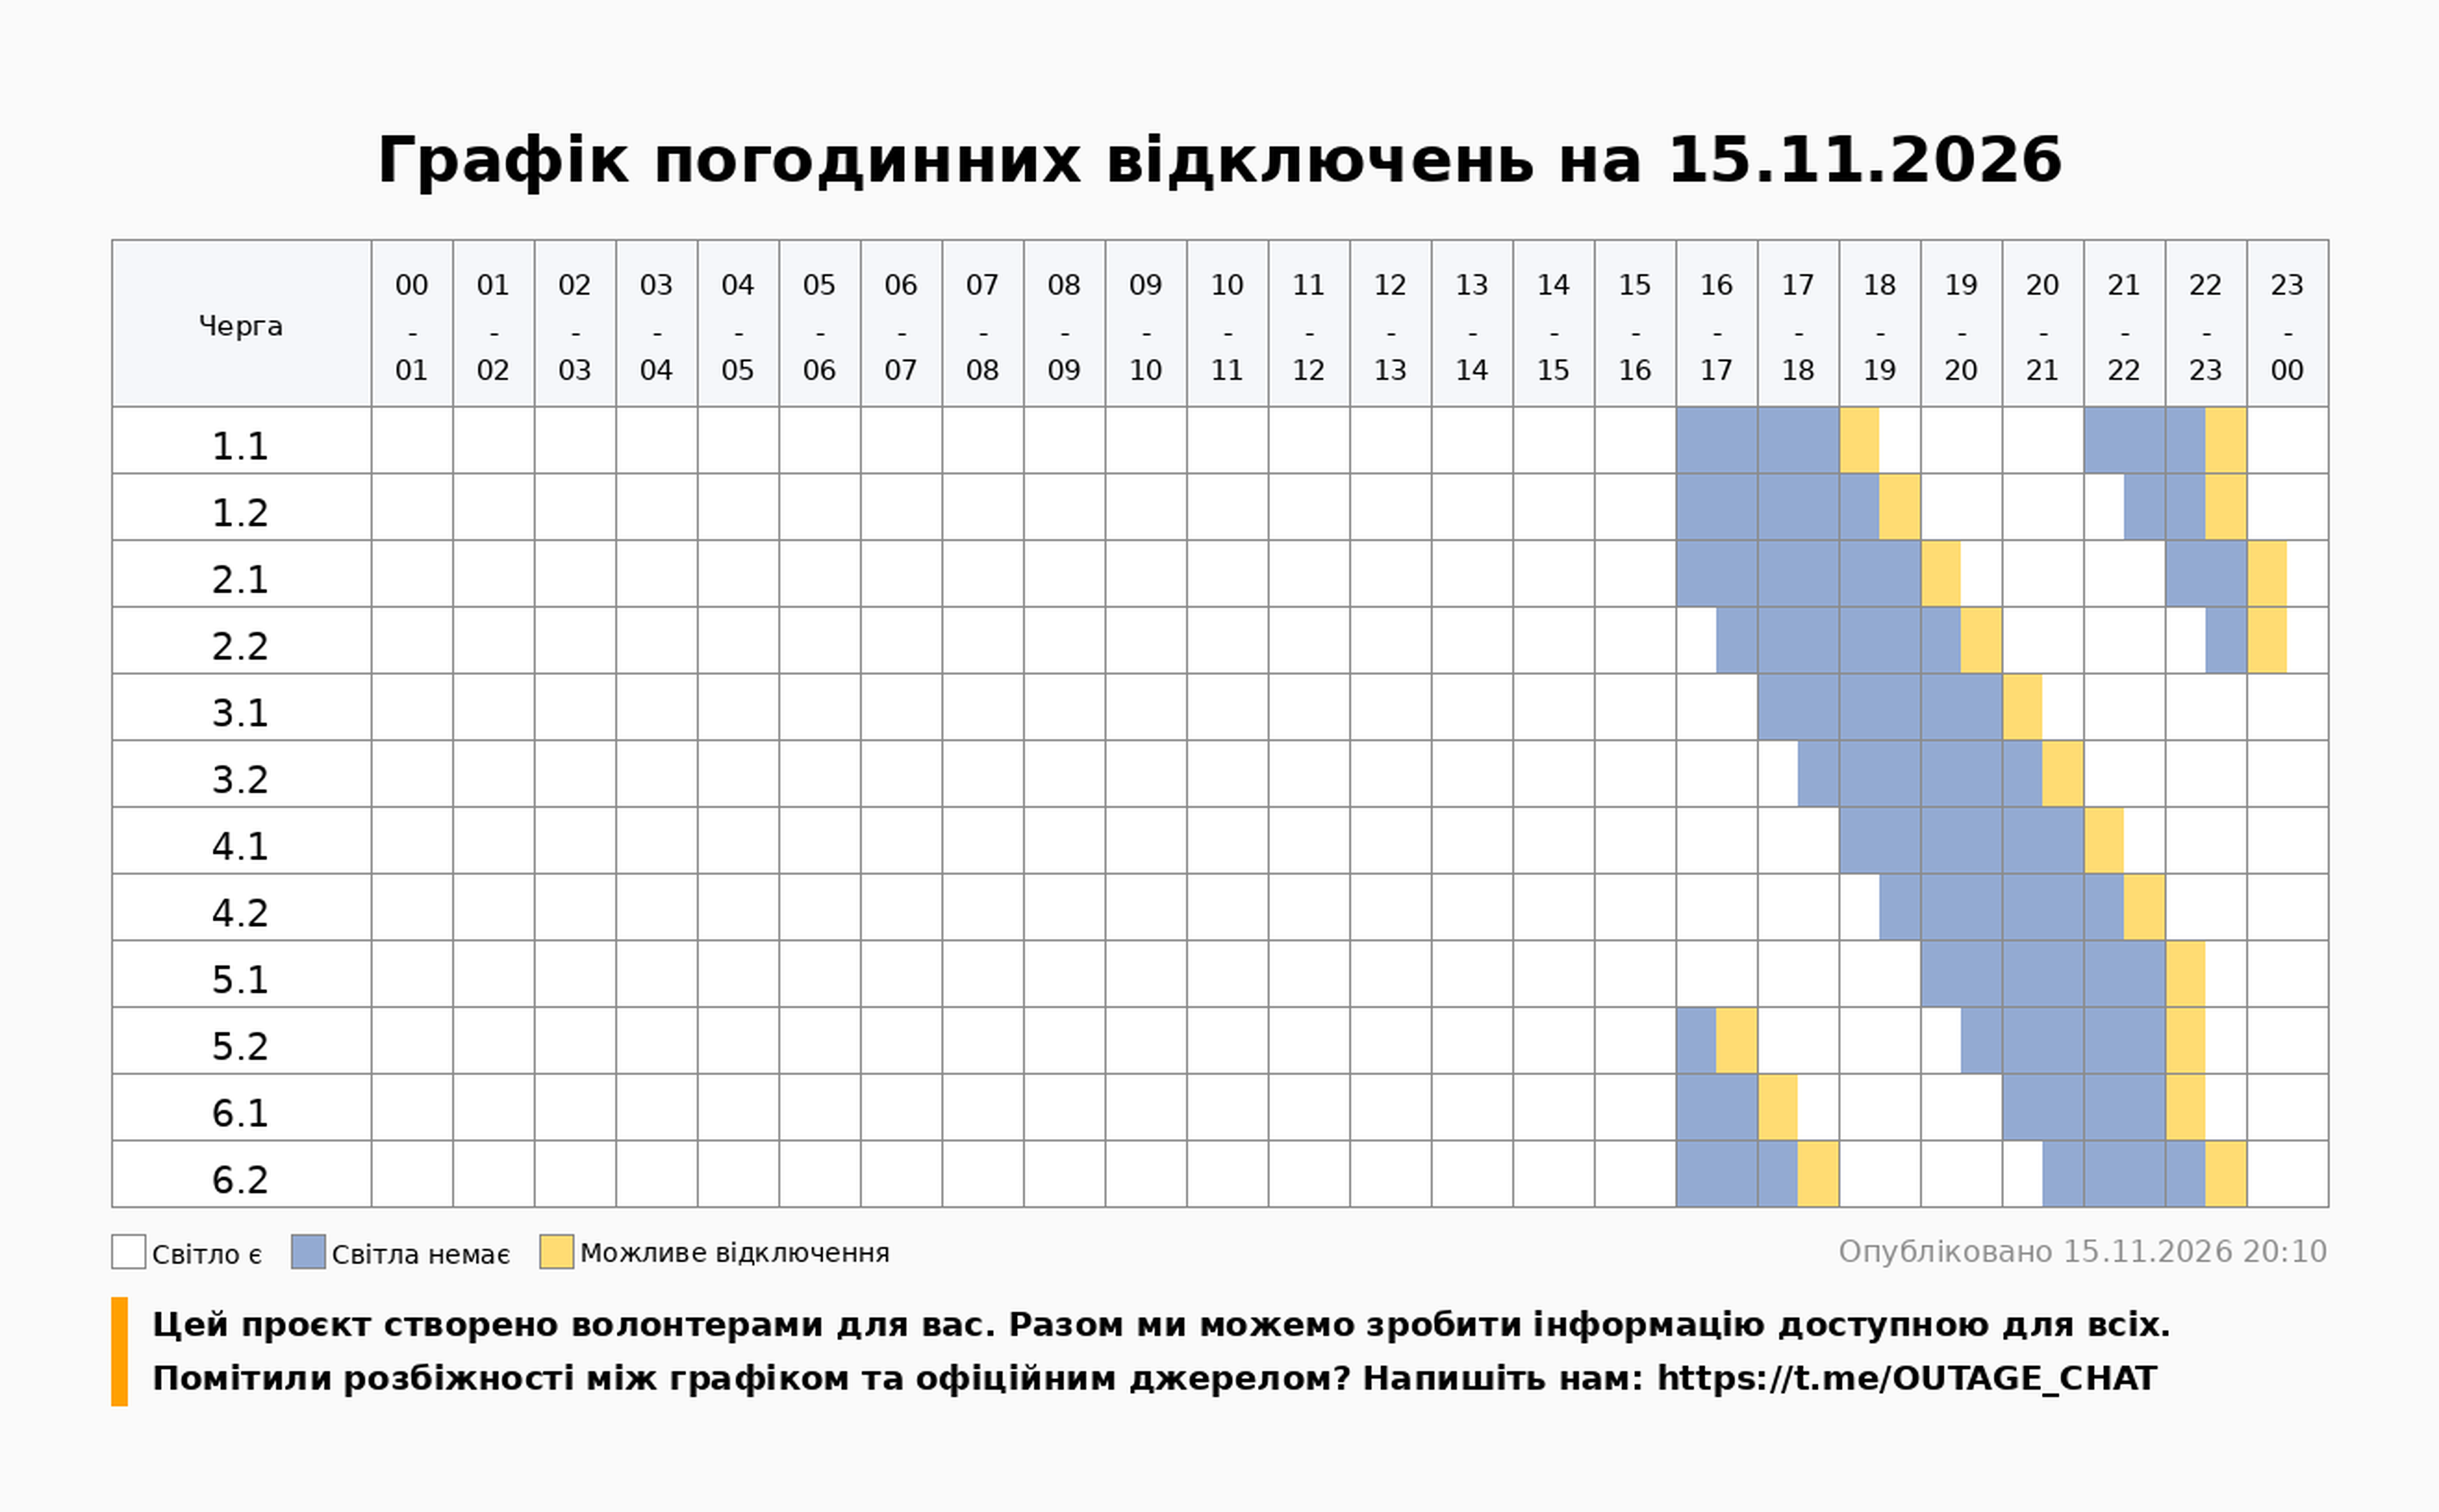 Графік погодинних відключень на 15.11.2026
Черга
00 - 01
01 - 02
02 - 03
03 - 04
04 - 05
05 - 06
06 - 07
07 - 08
08 - 09
09 - 10
10 - 11
11 - 12
12 - 13
13 - 14
14 - 15
15 - 16
16 - 17
17 - 18
18 - 19
19 - 20
20 - 21
21 - 22
22 - 23
23 - 00
1.1
1.2
2.1
2.2
3.1
3.2
4.1
4.2
5.1
5.2
6.1
6.2
Світло є
Світла немає
Можливе відключення
Опубліковано 15.11.2026 20:10
Цей проєкт створено волонтерами для вас. Разом ми можемо зробити інформацію доступною для всіх.
Помітили розбіжності між графіком та офіційним джерелом? Напишіть нам: https://t.me/OUTAGE_CHAT